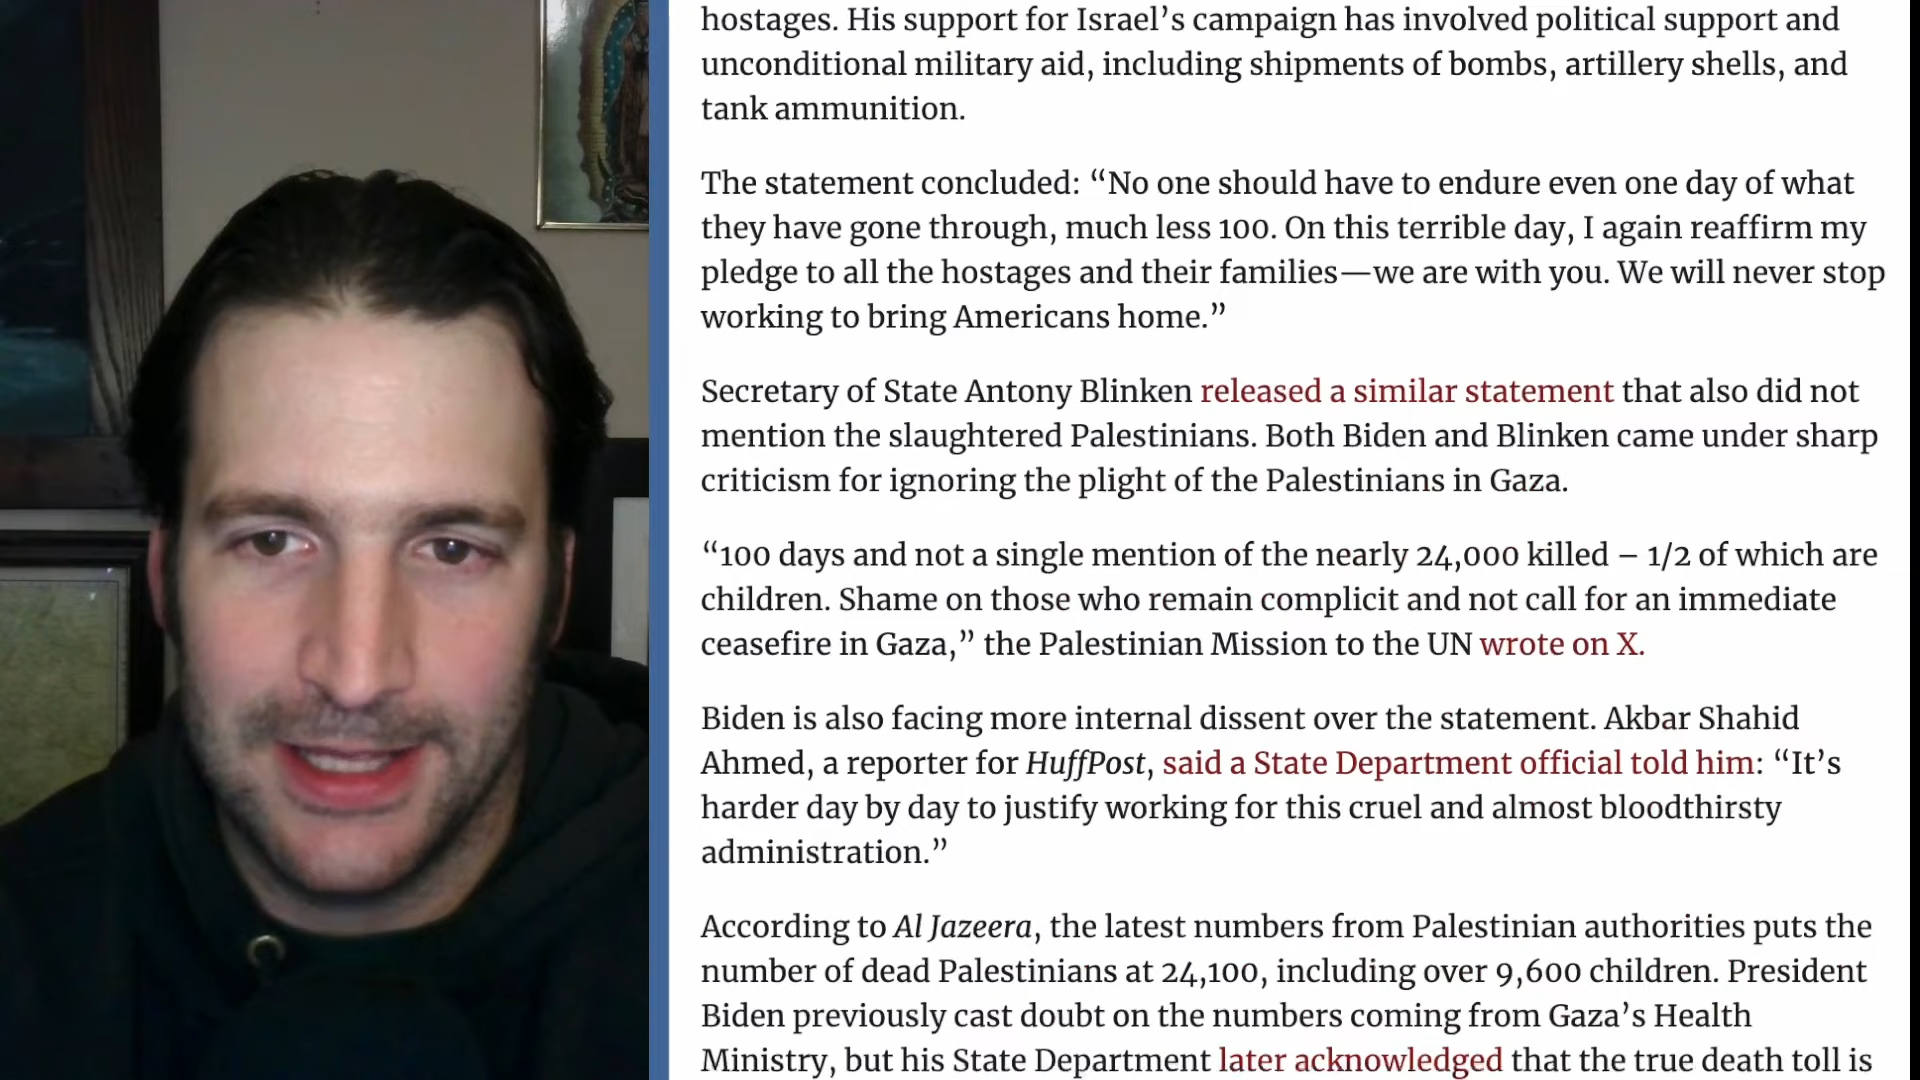 hostages. His support for Israel’s campaign has involved political support and
unconditional military aid, including shipments of bombs, artillery shells, and
tank ammunition.
The statement concluded: “No one should have to endure even one day of what
they have gone through, much less 100. On this terrible day, I again reaffirm my
pledge to all the hostages and their families—we are with you. We will never stop
working to bring Americans home.”
Secretary of State Antony Blinken released a similar statement that also did not
mention the slaughtered Palestinians. Both Biden and Blinken came under sharp
criticism for ignoring the plight of the Palestinians in Gaza.
“100 days and not a single mention of the nearly 24,000 killed – 1/2 of which are
children. Shame on those who remain complicit and not call for an immediate
ceasefire in Gaza,” the Palestinian Mission to the UN wrote on X.
Biden is also facing more internal dissent over the statement. Akbar Shahid
Ahmed, a reporter for HuffPost, said a State Department official told him: “It’s
harder day by day to justify working for this cruel and almost bloodthirsty
administration.”
According to Al Jazeera, the latest numbers from Palestinian authorities puts the
number of dead Palestinians at 24,100, including over 9,600 children. President
Biden previously cast doubt on the numbers coming from Gaza’s Health
Ministry, but his State Department later acknowledged that the true death toll is